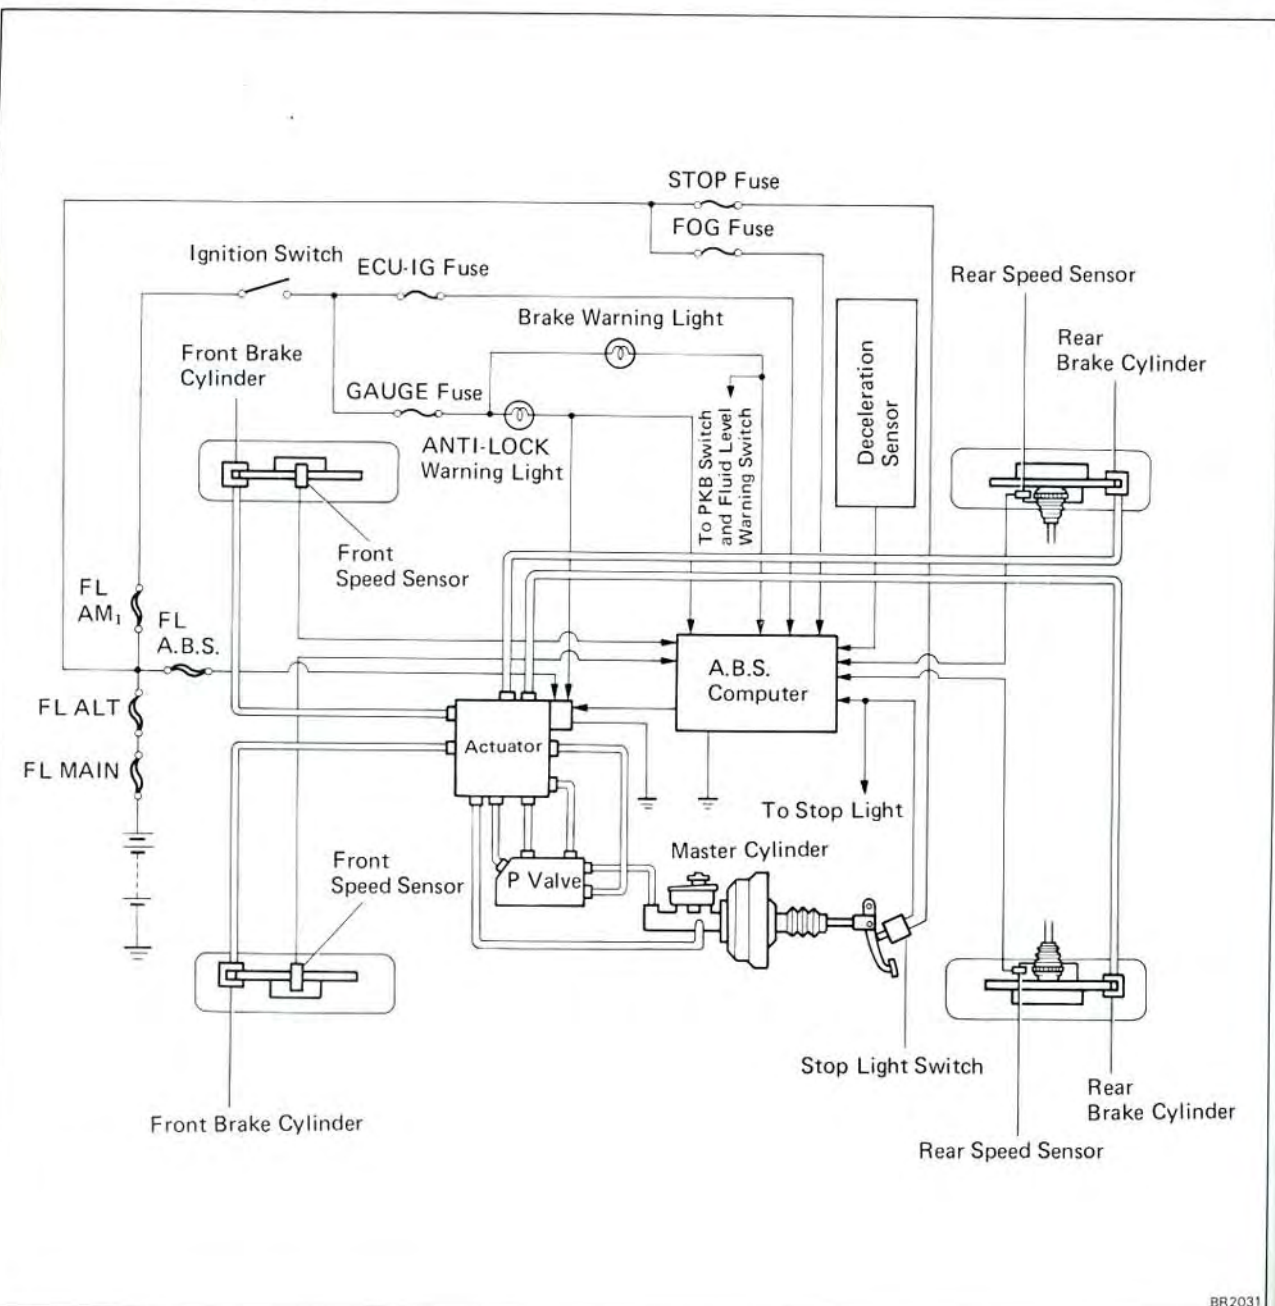 STOP Fuse
FOG Fuse
Ignition Switch
ECU-IG Fuse
Rear Speed Sensor
Brake Warning Light
Rear
Brake Cylinder
Front Brake
Cylinder
GAUGE Fuse
ANTI-LOCK
Warning Light
To PKB Switch
and Fluid Level
Warning Switch
Deceleration
Sensor
Front
Speed Sensor
FL
AM₁
FL
A.B.S.
A.B.S.
Computer
FL ALT
Actuator
FL MAIN
To Stop Light
Master Cylinder
Front
Speed Sensor
P Valve
Stop Light Switch
Rear
Brake Cylinder
Front Brake Cylinder
Rear Speed Sensor
BR2031